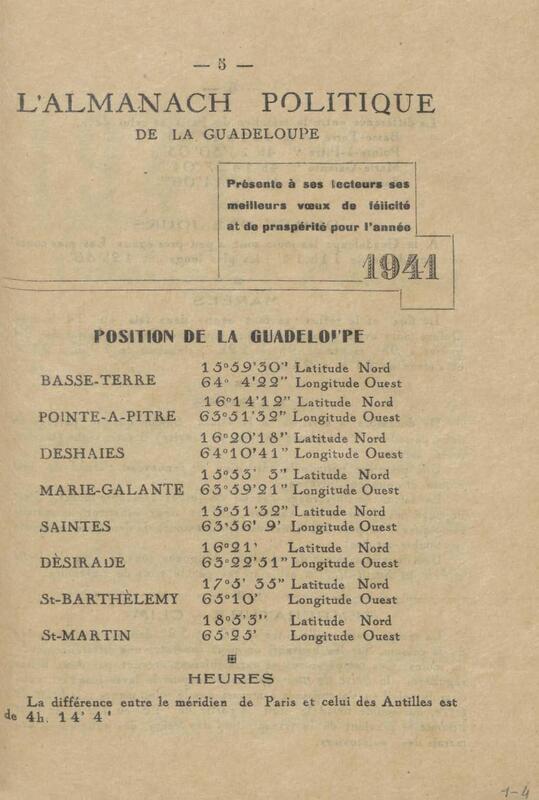 — 5 —
L'ALMANACH POLITIQUE
DE LA GUADELOUPE
Présente à ses lecteurs ses
meilleurs vœux de félicité
et de prospérité pour l'année
1941
POSITION DE LA GUADELOUPE
BASSE-TERRE
15°59'30" Latitude Nord
64° 4'22" Longitude Ouest
POINTE-A-PITRE
16°14'12" Latitude Nord
63°51'32" Longitude Ouest
DESHAIES
16°20'18" Latitude Nord
64°10'41" Longitude Ouest
MARIE-GALANTE
15°53' 3" Latitude Nord
63°59'21" Longitude Ouest
SAINTES
15°51'32" Latitude Nord
63°56' 9' Longitude Ouest
DÈSIRADE
16°21' Latitude Nord
63°22'51" Longitude Ouest
St-BARTHÈLEMY
17°5' 35" Latitude Nord
65°10' Longitude Ouest
St-MARTIN
18°5'3" Latitude Nord
65°25' Longitude Ouest
HEURES
La différence entre le méridien de Paris et celui des Antilles est
de 4h. 14' 4'
1-4